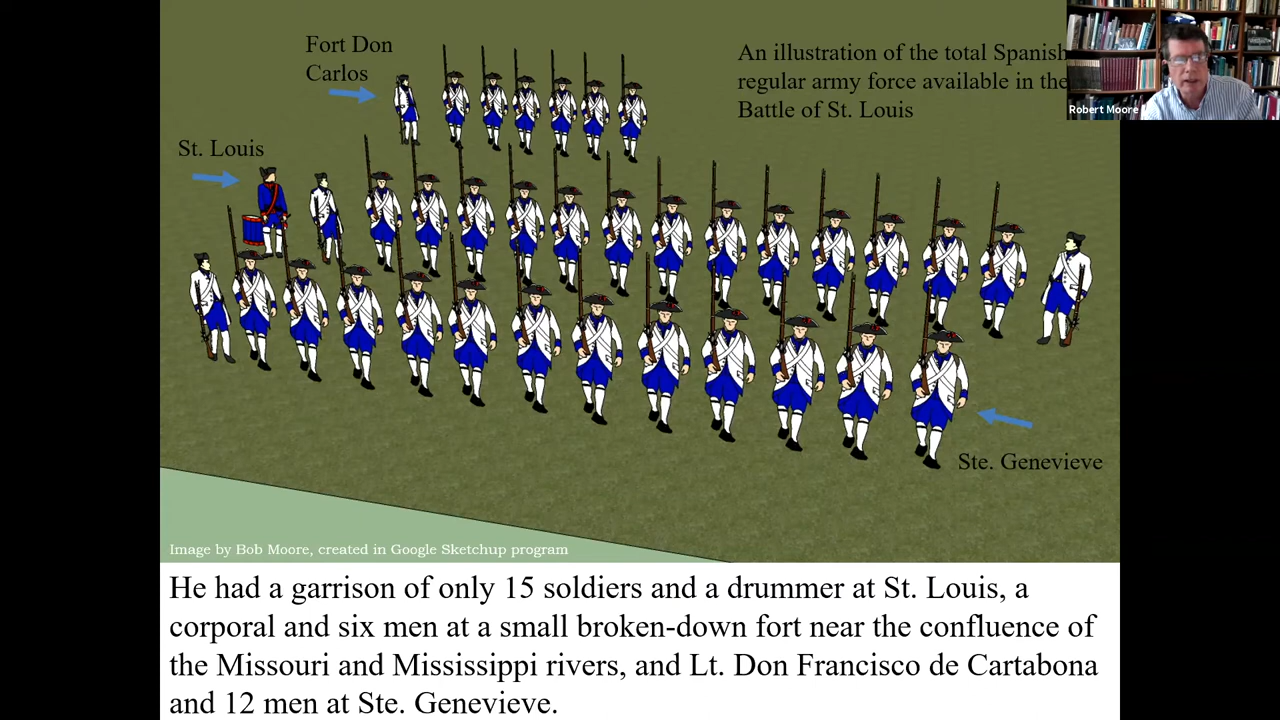 Fort Don
Carlos
An illustration of the total Spanish
regular army force available in the
Battle of St. Louis
Robert Moore
St. Louis
Ste. Genevieve
Image by Bob Moore, created in Google Sketchup program
He had a garrison of only 15 soldiers and a drummer at St. Louis, a
corporal and six men at a small broken-down fort near the confluence of
the Missouri and Mississippi rivers, and Lt. Don Francisco de Cartabona
and 12 men at Ste. Genevieve.